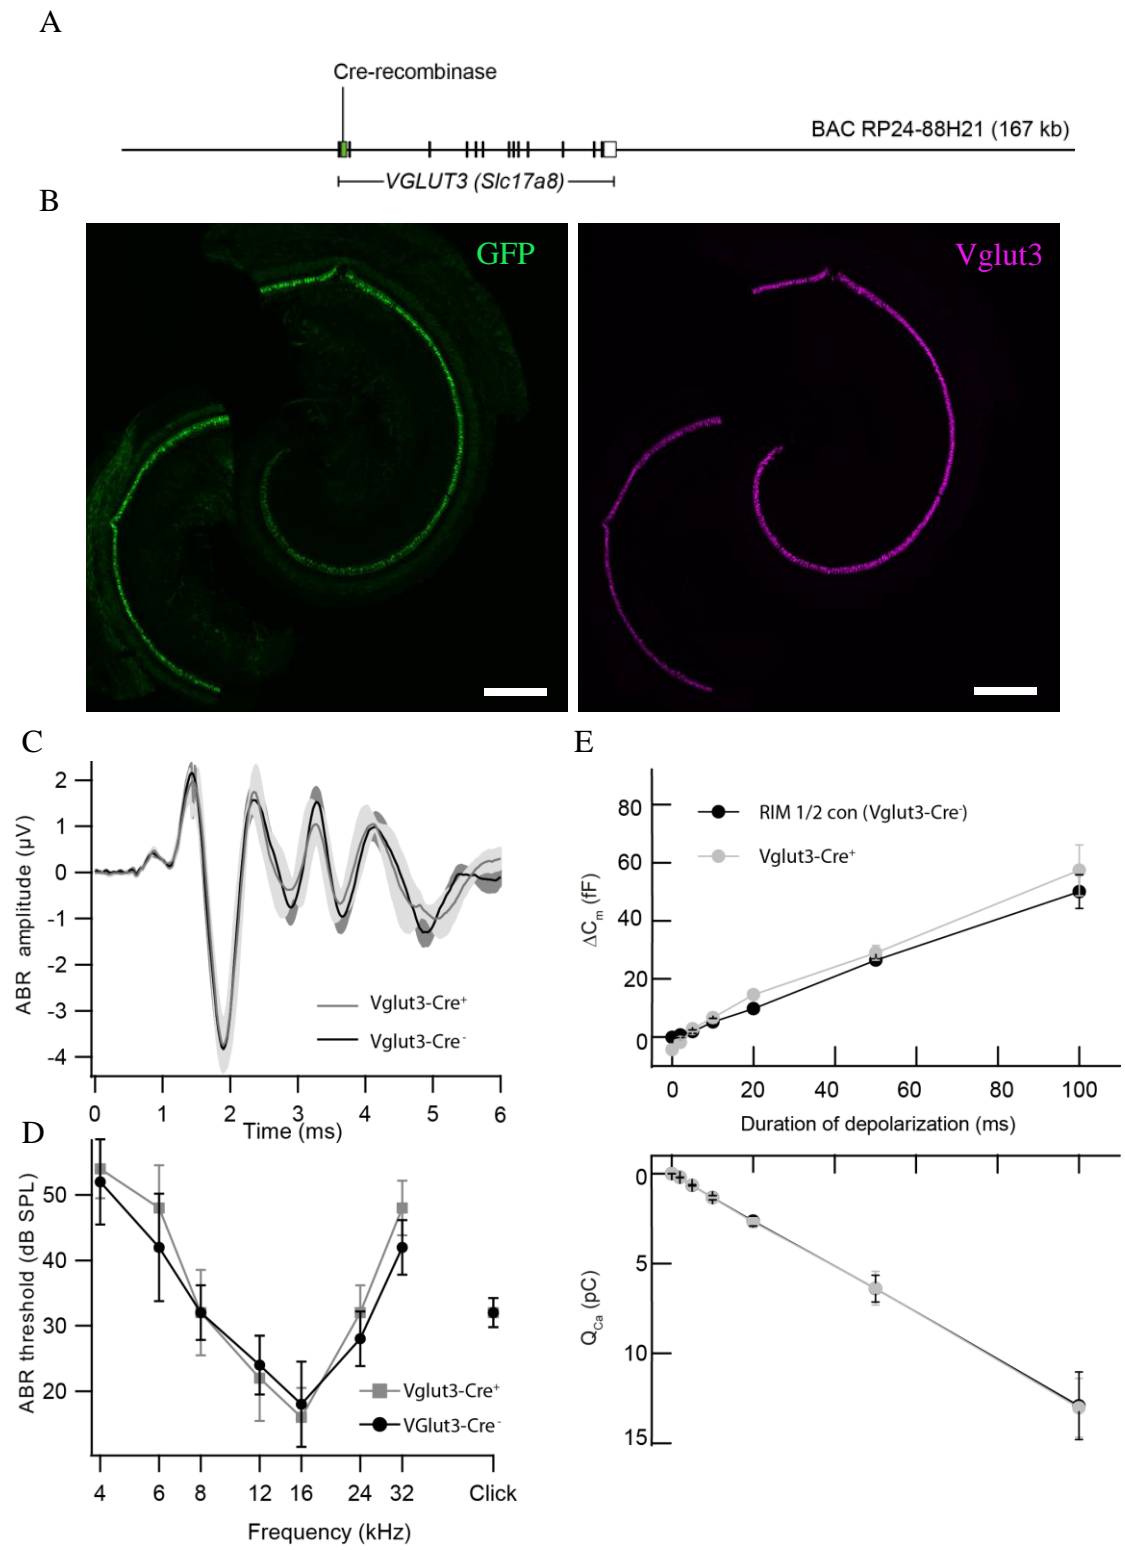 A
Cre-recombinase
BAC RP24-88H21 (167 kb)
VGLUT3 (Slc17a8)
B
GFP
Vglut3
C
2
1
0
-1
-2
-3
-4
ABR amplitude (µV)
Vglut3-Cre⁺
Vglut3-Cre⁻
0 1 2 3 4 5 6
Time (ms)
D
50
40
30
20
ABR threshold (dB SPL)
Vglut3-Cre⁺
VGlut3-Cre⁻
4 6 8 12 16 24 32 Click
Frequency (kHz)
E
80
60
40
20
0
ΔCₘ (fF)
RIM 1/2 con (Vglut3-Cre⁻)
Vglut3-Cre⁺
0 20 40 60 80 100
Duration of depolarization (ms)
0
5
10
15
Q_Ca (pC)